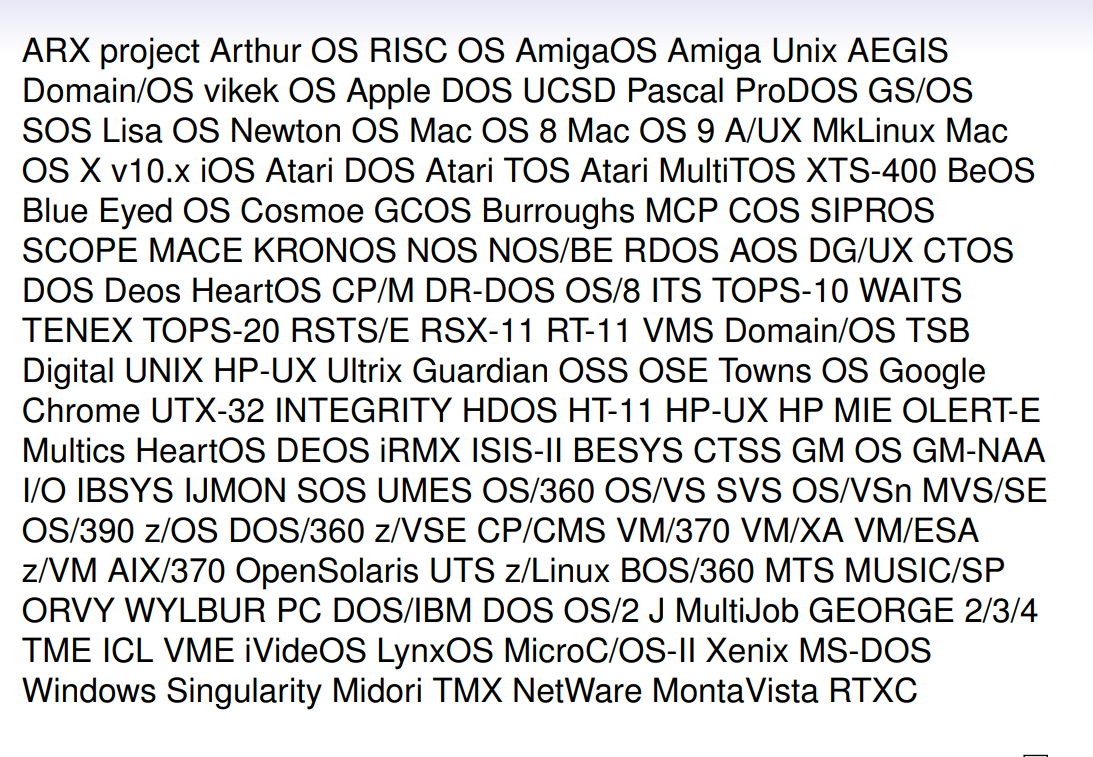 ARX project Arthur OS RISC OS AmigaOS Amiga Unix AEGIS
Domain/OS vikek OS Apple DOS UCSD Pascal ProDOS GS/OS
SOS Lisa OS Newton OS Mac OS 8 Mac OS 9 A/UX MkLinux Mac
OS X v10.x iOS Atari DOS Atari TOS Atari MultiTOS XTS-400 BeOS
Blue Eyed OS Cosmoe GCOS Burroughs MCP COS SIPROS
SCOPE MACE KRONOS NOS NOS/BE RDOS AOS DG/UX CTOS
DOS Deos HeartOS CP/M DR-DOS OS/8 ITS TOPS-10 WAITS
TENEX TOPS-20 RSTS/E RSX-11 RT-11 VMS Domain/OS TSB
Digital UNIX HP-UX Ultrix Guardian OSS OSE Towns OS Google
Chrome UTX-32 INTEGRITY HDOS HT-11 HP-UX HP MIE OLERT-E
Multics HeartOS DEOS iRMX ISIS-II BESYS CTSS GM OS GM-NAA
I/O IBSYS IJMON SOS UMES OS/360 OS/VS SVS OS/VSn MVS/SE
OS/390 z/OS DOS/360 z/VSE CP/CMS VM/370 VM/XA VM/ESA
z/VM AIX/370 OpenSolaris UTS z/Linux BOS/360 MTS MUSIC/SP
ORVY WYLBUR PC DOS/IBM DOS OS/2 J MultiJob GEORGE 2/3/4
TME ICL VME iVideOS LynxOS MicroC/OS-II Xenix MS-DOS
Windows Singularity Midori TMX NetWare MontaVista RTXC